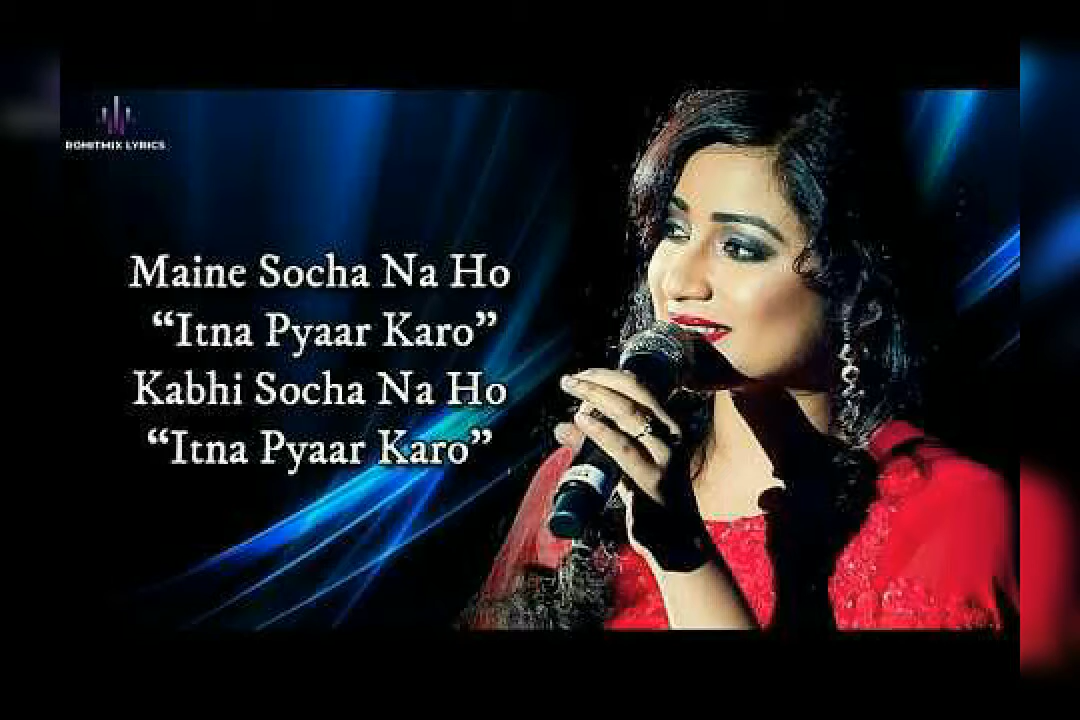 ROHITMIX LYRICS
Maine Socha Na Ho
“Itna Pyaar Karo”
Kabhi Socha Na Ho
“Itna Pyaar Karo”